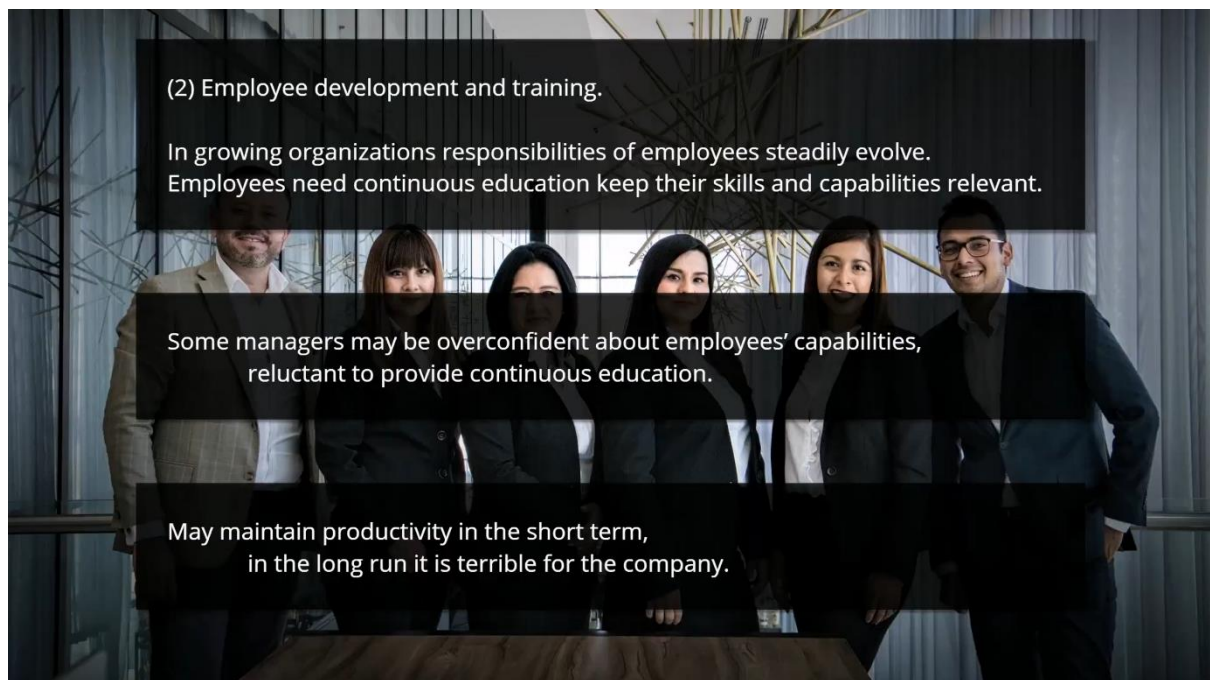 (2) Employee development and training.
In growing organizations responsibilities of employees steadily evolve.
Employees need continuous education keep their skills and capabilities relevant.
Some managers may be overconfident about employees’ capabilities,
reluctant to provide continuous education.
May maintain productivity in the short term,
in the long run it is terrible for the company.